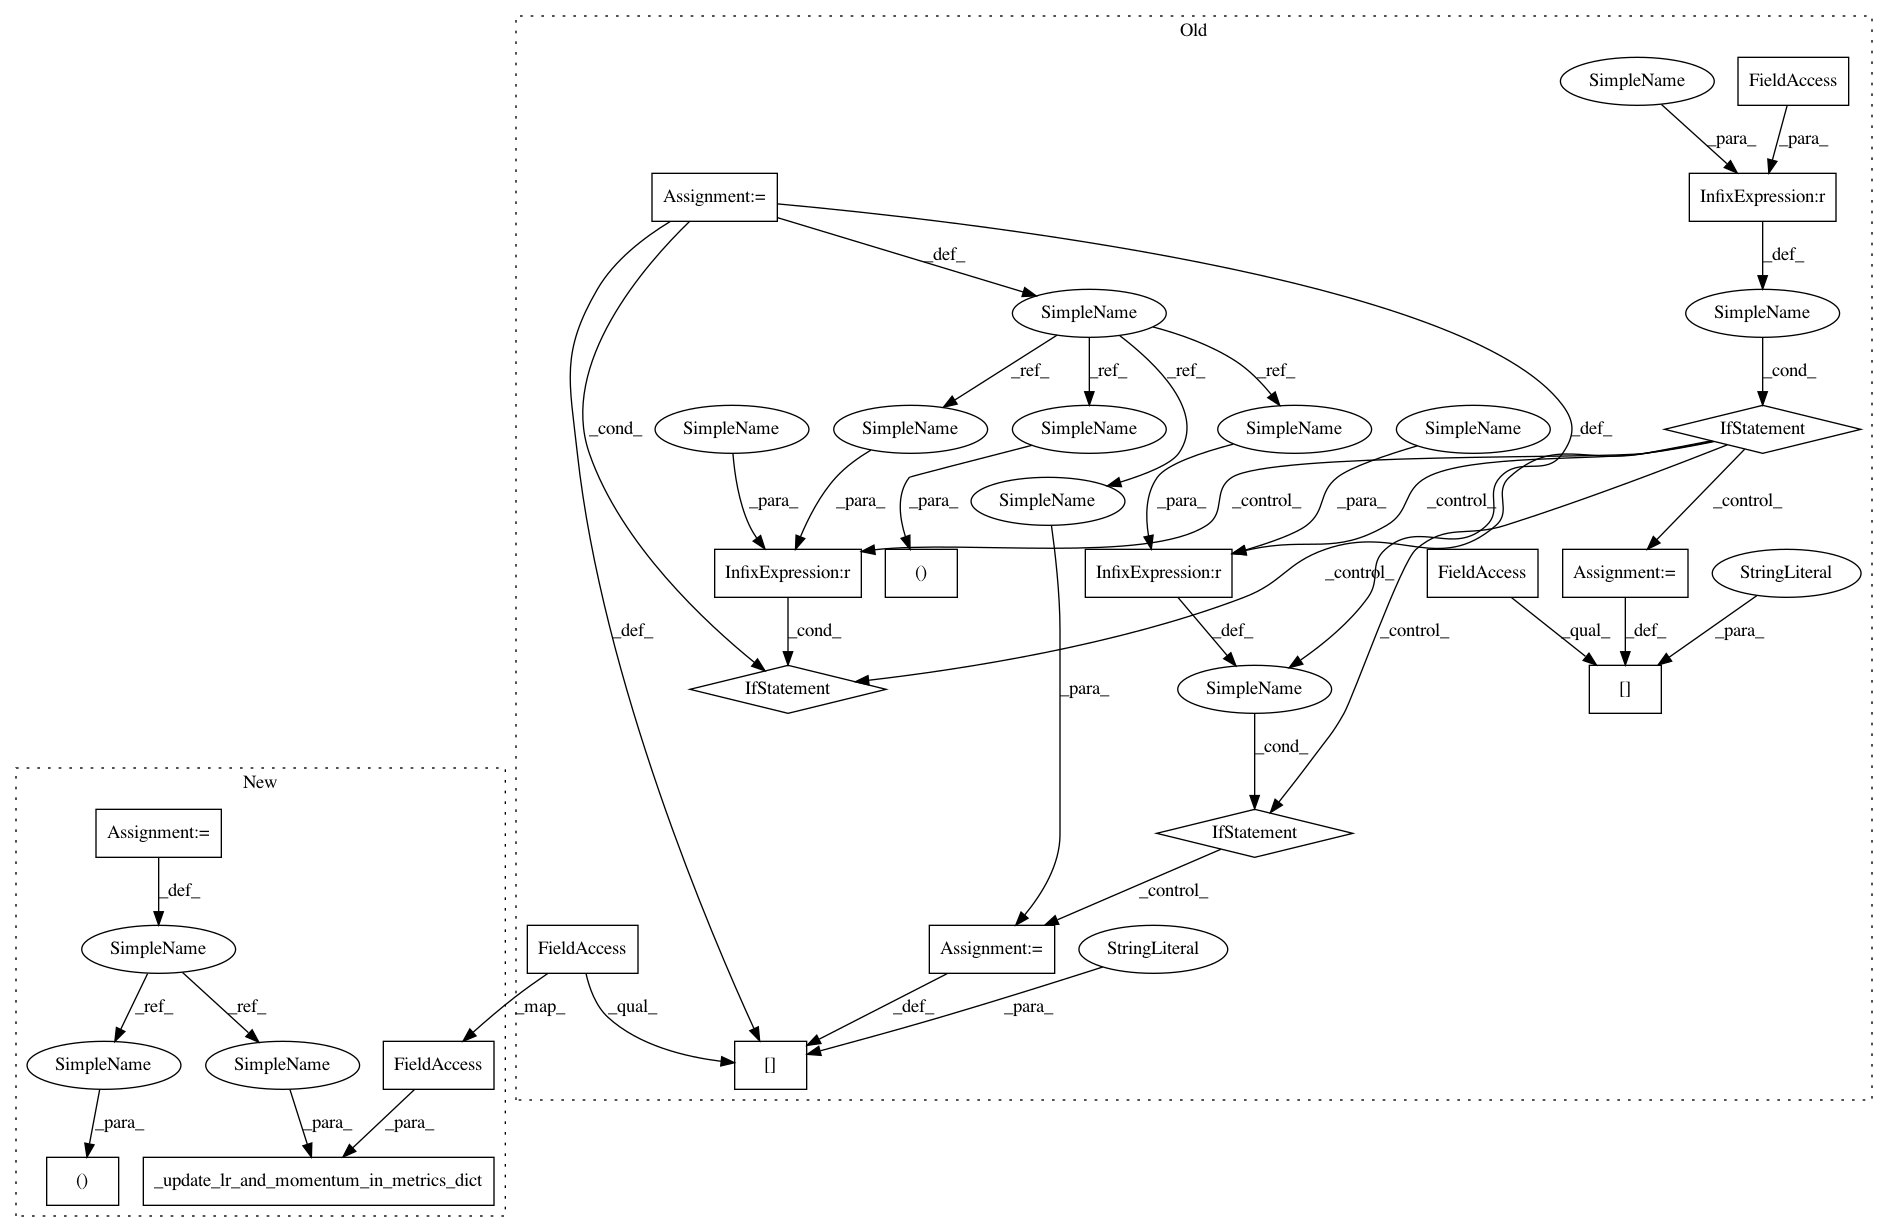 Old
SimpleName
FieldAccess
_para_
_para_
Assignment:=
InfixExpression:r
_def_
_def_
SimpleName
SimpleName
_ref_
_ref_
_ref_
_ref_
_cond_
SimpleName
SimpleName
SimpleName
SimpleName
SimpleName
IfStatement
_cond_
_def_
SimpleName
_para_
_para_
_para_
_para_
_para_
_control_
_control_
_control_
InfixExpression:r
()
InfixExpression:r
FieldAccess
Assignment:=
StringLiteral
_control_
_def_
_cond_
_def_
_control_
_qual_
_def_
_para_
IfStatement
_para_
SimpleName
[]
_cond_
New
Assignment:=
IfStatement
_def_
_control_
SimpleName
FieldAccess
Assignment:=
StringLiteral
_ref_
_ref_
_map_
_qual_
_def_
_para_
SimpleName
SimpleName
FieldAccess
[]
_para_
_para_
_para_
()
_update_lr_and_momentum_in_metrics_dict